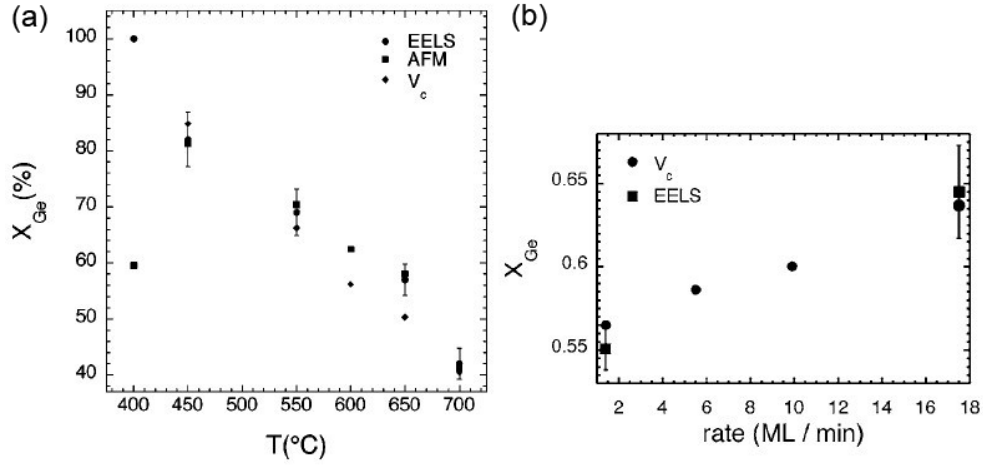 (a)
100
90
80
70
60
50
40
X_Ge (%)
EELS
AFM
V_c
400 450 500 550 600 650 700
T(°C)
(b)
0.65
0.6
0.55
X_Ge
V_c
EELS
2 4 6 8 10 12 14 16 18
rate (ML / min)